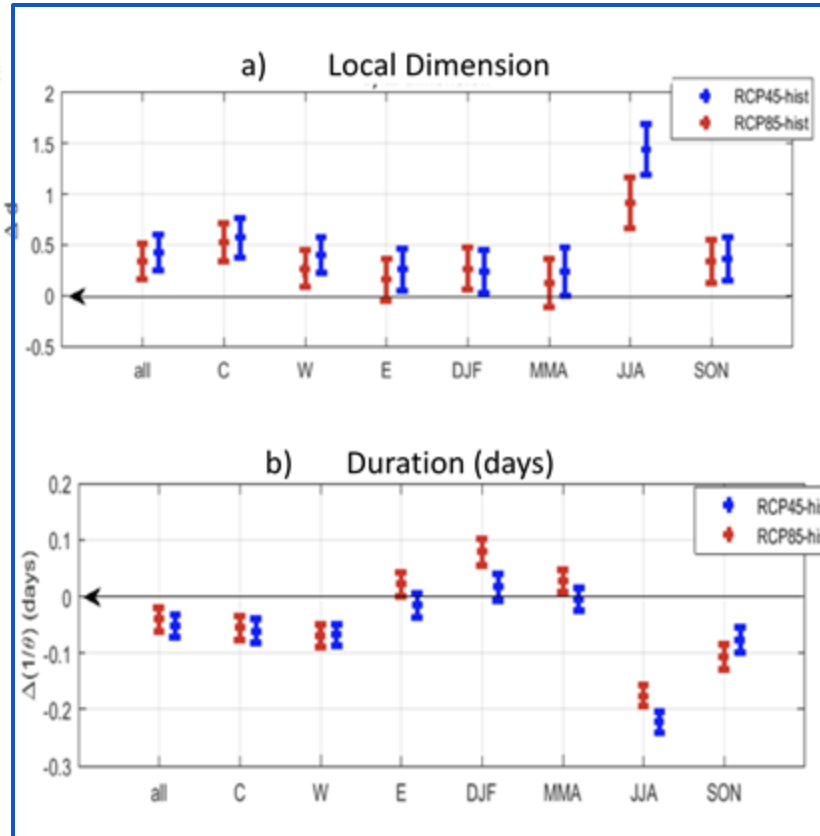 a) Local Dimension
2
1.5
1
0.5
0
-0.5
Δ d
RCP45-hist
RCP85-hist
all C W E DJF MMA JJA SON
b) Duration (days)
0.2
0.1
0
-0.1
-0.2
-0.3
Δ(1/θ) (days)
RCP45-his
RCP85-his
all C W E DJF MMA JJA SON